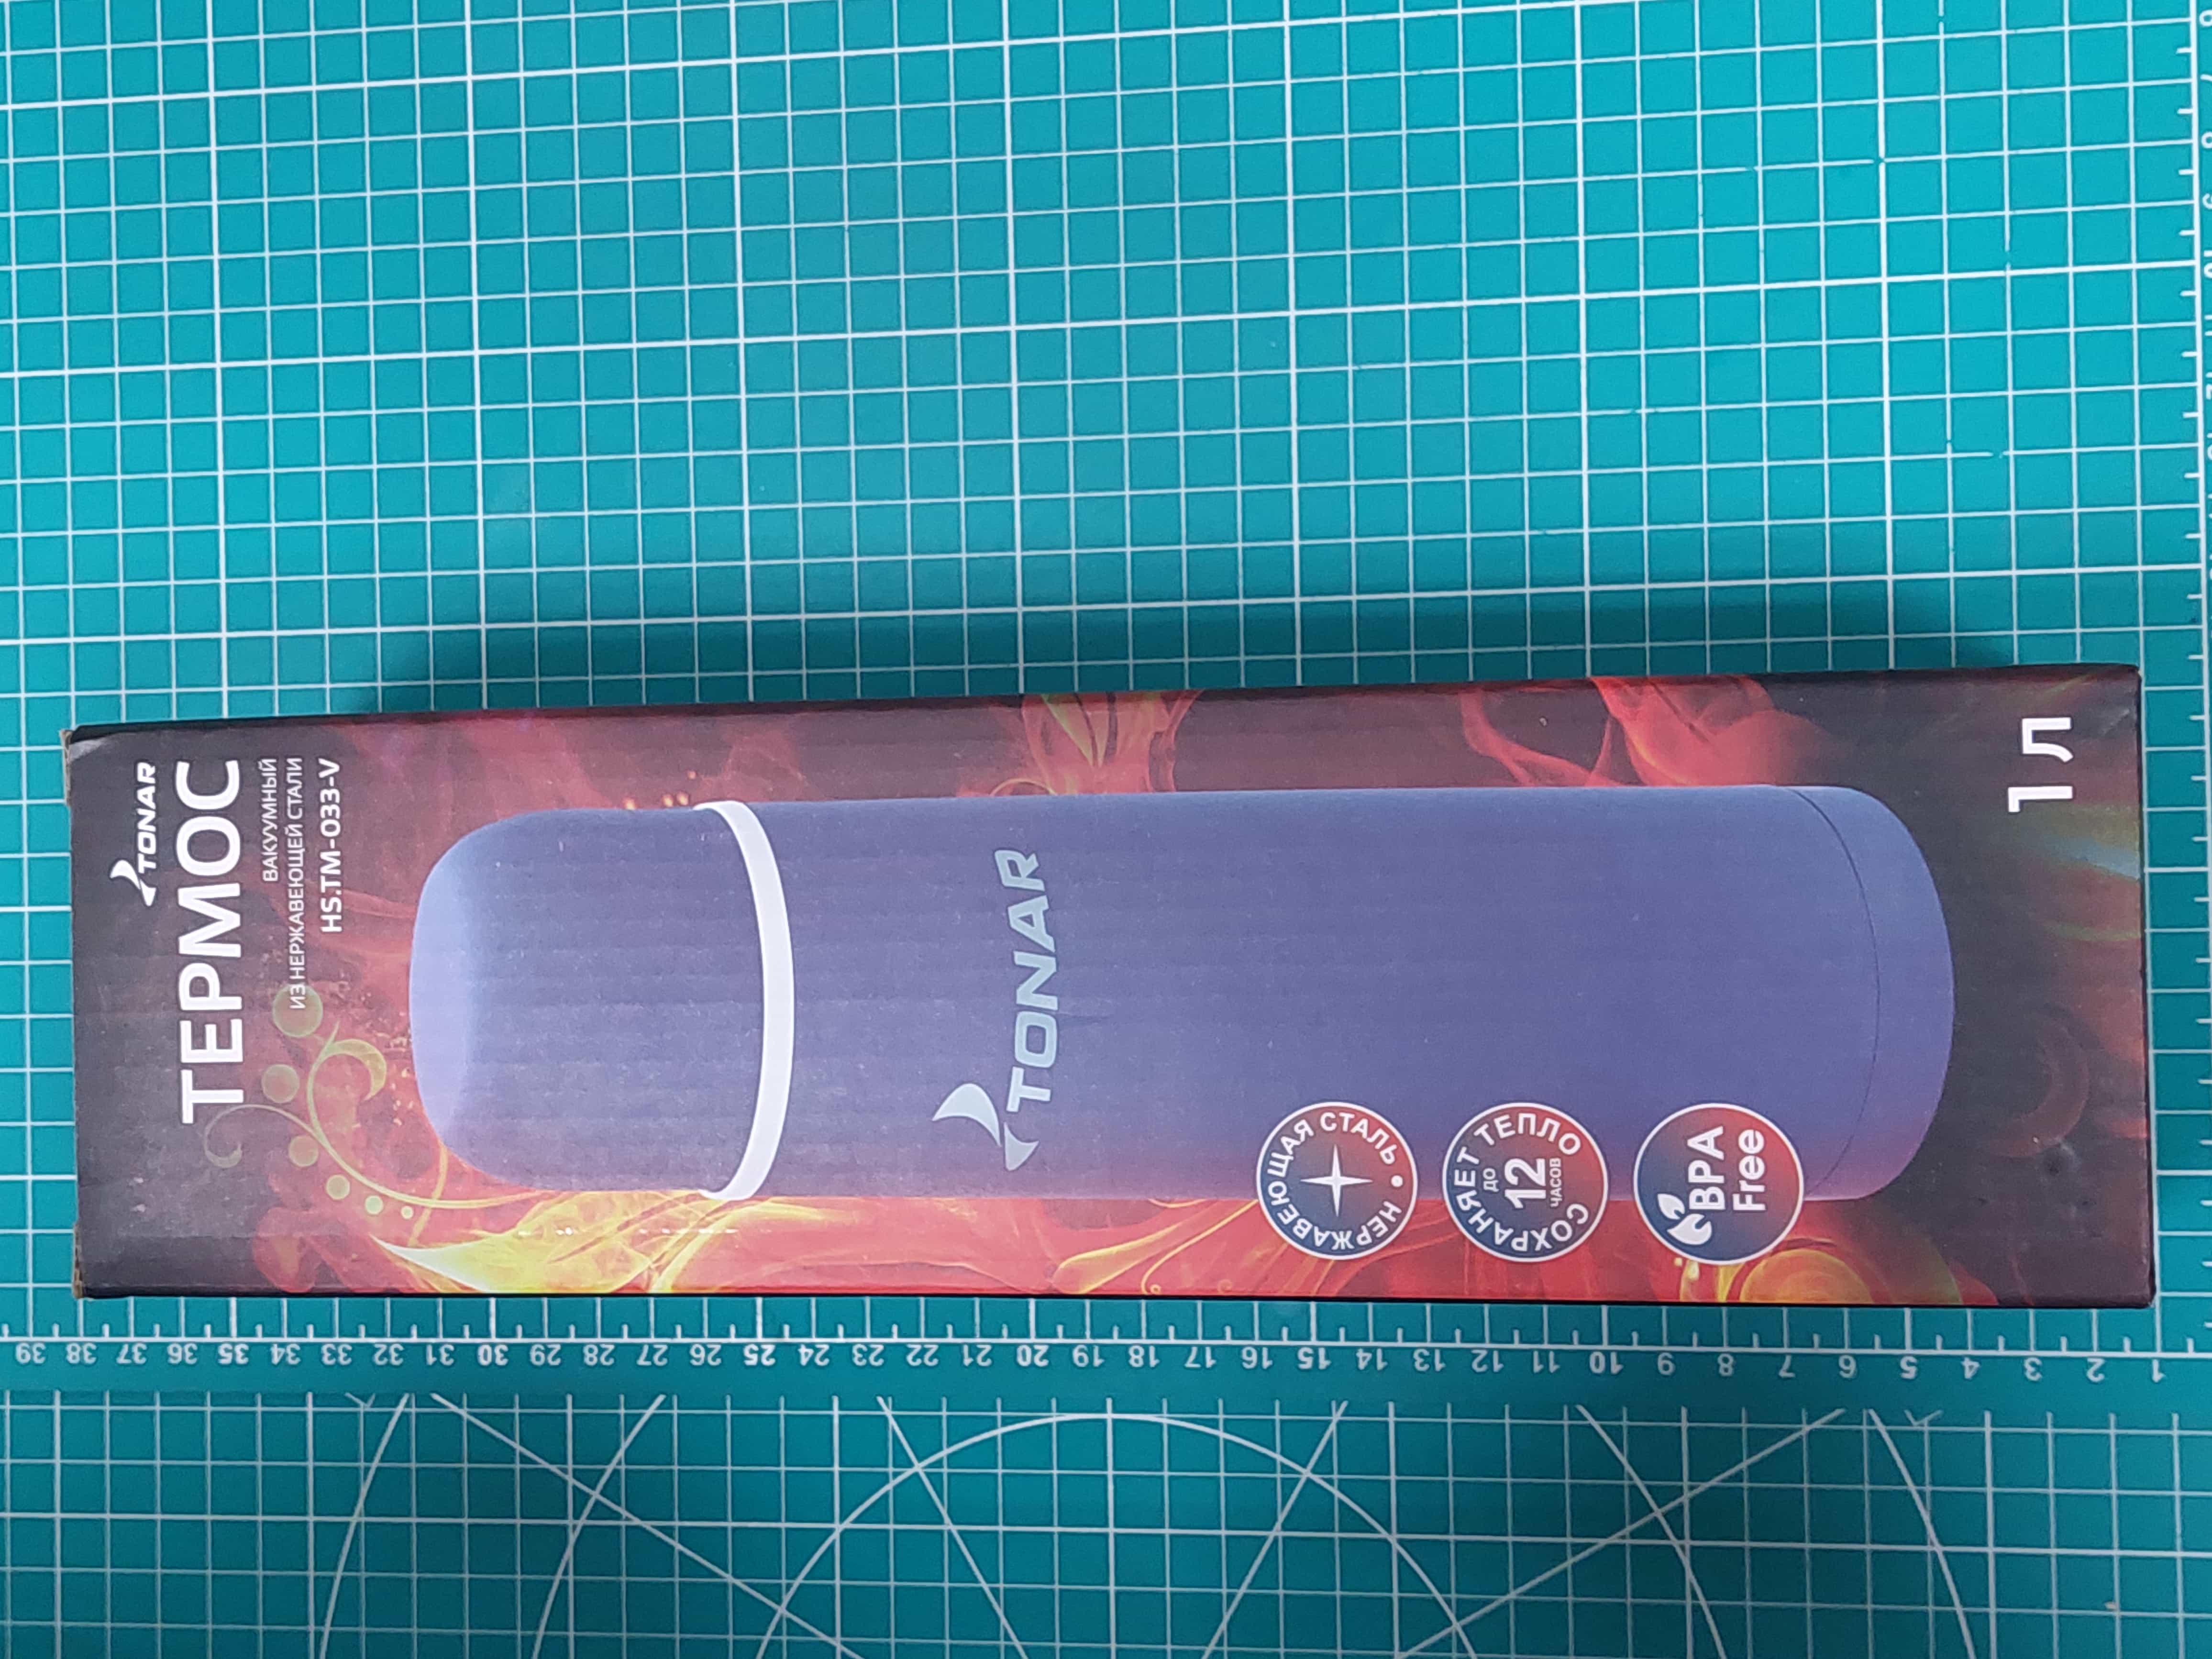 TONAR
ТЕРМОС
ВАКУУМНЫЙ
ИЗ НЕРЖАВЕЮЩЕЙ СТАЛИ
HS.TM-033-V
TONAR
НЕРЖАВЕЮЩАЯ СТАЛЬ •
СОХРАНЯЕТ ТЕПЛО
ДО
12
ЧАСОВ
BPA
Free
1 Л
39 38 37 36 35 34 33 32 31 30 29 28 27 26 25 24 23 22 21 20 19 18 17 16 15 14 13 12 11 10 9 8 7 6 5 4 3 2 1